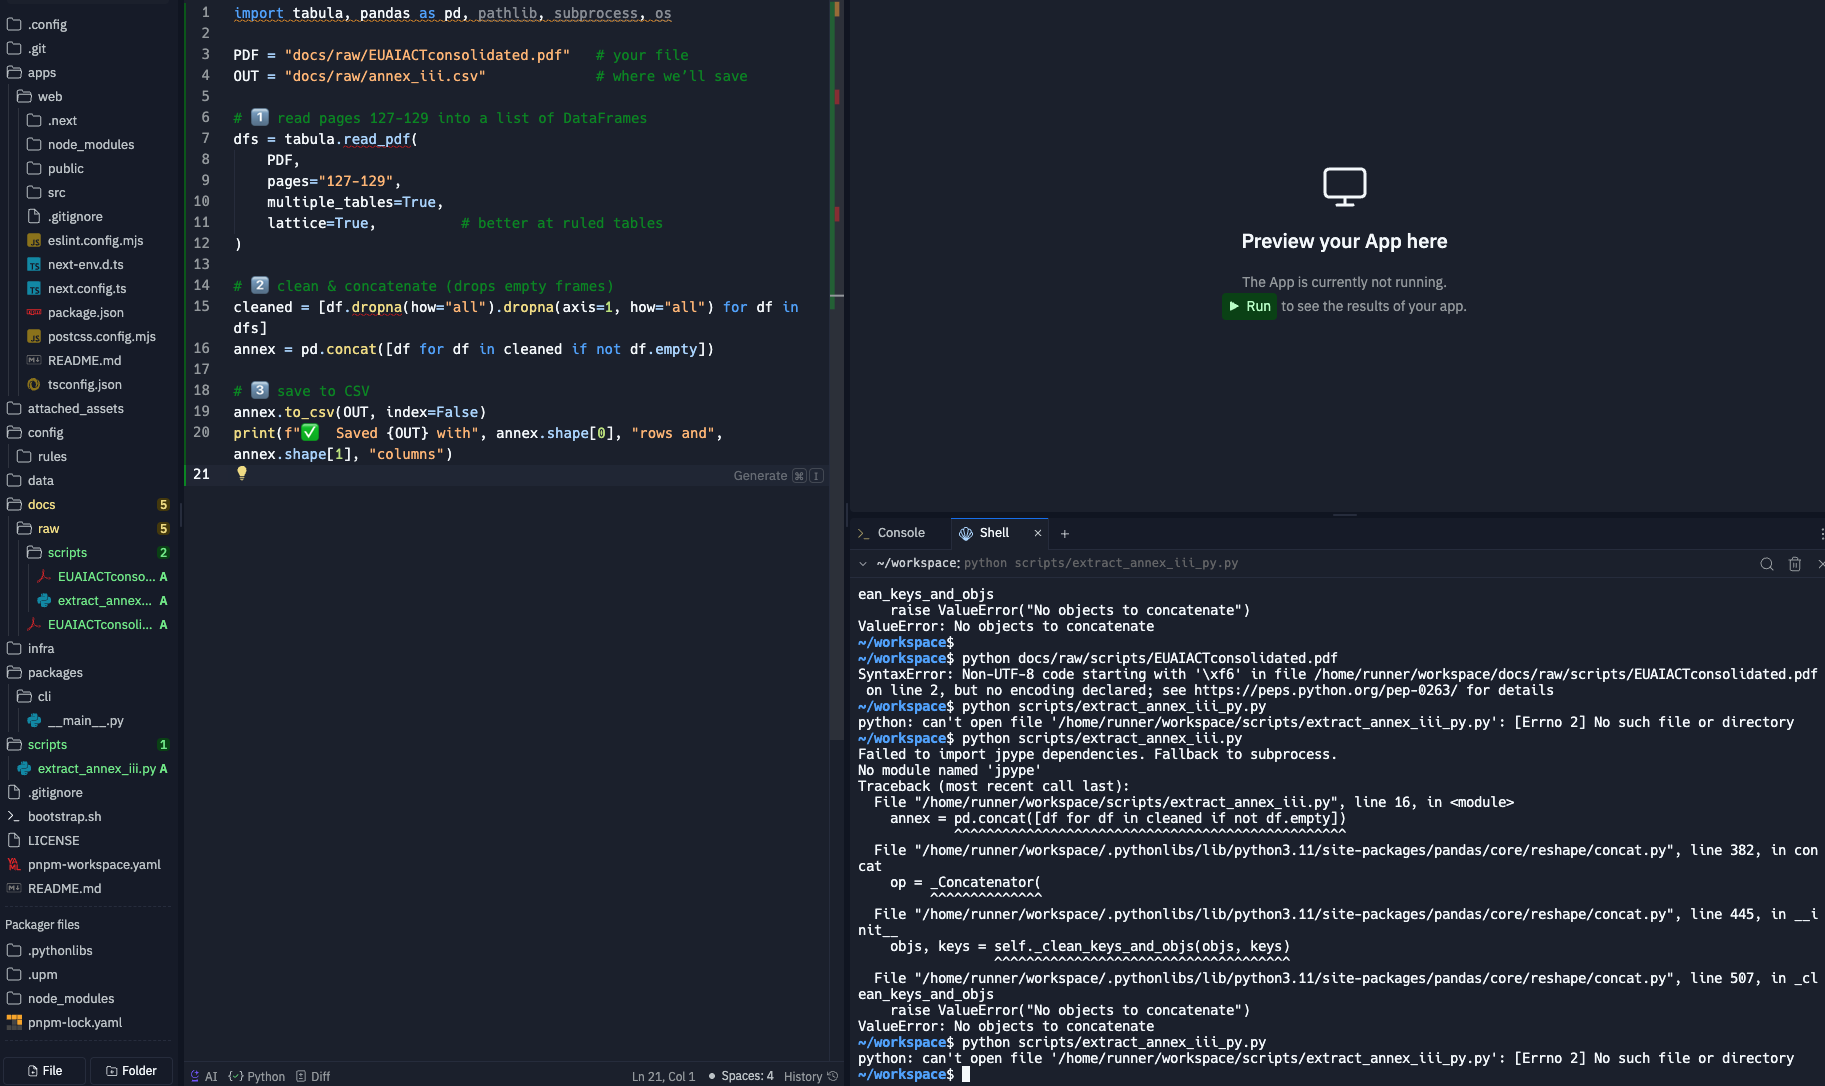 .config
.git
apps
web
.next
node_modules
public
src
.gitignore
eslint.config.mjs
next-env.d.ts
next.config.ts
package.json
postcss.config.mjs
README.md
tsconfig.json
attached_assets
config
rules
data
docs 5
raw 5
scripts 2
EUAIACTconso... A
extract_annex... A
EUAIACTconsoli... A
infra
packages
cli
__main__.py
scripts 1
extract_annex_iii.py A
.gitignore
bootstrap.sh
LICENSE
pnpm-workspace.yaml
README.md
Packager files
.pythonlibs
.upm
node_modules
pnpm-lock.yaml
File Folder
1 import tabula, pandas as pd, pathlib, subprocess, os
2
3 PDF = "docs/raw/EUAIACTconsolidated.pdf" # your file
4 OUT = "docs/raw/annex_iii.csv" # where we’ll save
5
6 # 1️⃣ read pages 127-129 into a list of DataFrames
7 dfs = tabula.read_pdf(
8 PDF,
9 pages="127-129",
10 multiple_tables=True,
11 lattice=True, # better at ruled tables
12 )
13
14 # 2️⃣ clean & concatenate (drops empty frames)
15 cleaned = [df.dropna(how="all").dropna(axis=1, how="all") for df in
dfs]
16 annex = pd.concat([df for df in cleaned if not df.empty])
17
18 # 3️⃣ save to CSV
19 annex.to_csv(OUT, index=False)
20 print(f"✅ Saved {OUT} with", annex.shape[0], "rows and",
annex.shape[1], "columns")
21 Generate ⌘ I
AI Python Diff Ln 21, Col 1 Spaces: 4 History
Preview your App here
The App is currently not running.
Run to see the results of your app.
Console Shell × +
~/workspace: python scripts/extract_annex_iii_py.py
ean_keys_and_objs
raise ValueError("No objects to concatenate")
ValueError: No objects to concatenate
~/workspace$
~/workspace$ python docs/raw/scripts/EUAIACTconsolidated.pdf
SyntaxError: Non-UTF-8 code starting with '\xf6' in file /home/runner/workspace/docs/raw/scripts/EUAIACTconsolidated.pdf
on line 2, but no encoding declared; see https://peps.python.org/pep-0263/ for details
~/workspace$ python scripts/extract_annex_iii_py.py
python: can't open file '/home/runner/workspace/scripts/extract_annex_iii_py.py': [Errno 2] No such file or directory
~/workspace$ python scripts/extract_annex_iii.py
Failed to import jpype dependencies. Fallback to subprocess.
No module named 'jpype'
Traceback (most recent call last):
File "/home/runner/workspace/scripts/extract_annex_iii.py", line 16, in <module>
annex = pd.concat([df for df in cleaned if not df.empty])
^^^^^^^^^^^^^^^^^^^^^^^^^^^^^^^^^^^^^^^^^^^^^^^^^
File "/home/runner/workspace/.pythonlibs/lib/python3.11/site-packages/pandas/core/reshape/concat.py", line 382, in con
cat
op = _Concatenator(
^^^^^^^^^^^^^^
File "/home/runner/workspace/.pythonlibs/lib/python3.11/site-packages/pandas/core/reshape/concat.py", line 445, in __i
nit__
objs, keys = self._clean_keys_and_objs(objs, keys)
^^^^^^^^^^^^^^^^^^^^^^^^^^^^^^^^^^^^^
File "/home/runner/workspace/.pythonlibs/lib/python3.11/site-packages/pandas/core/reshape/concat.py", line 507, in _cl
ean_keys_and_objs
raise ValueError("No objects to concatenate")
ValueError: No objects to concatenate
~/workspace$ python scripts/extract_annex_iii_py.py
python: can't open file '/home/runner/workspace/scripts/extract_annex_iii_py.py': [Errno 2] No such file or directory
~/workspace$